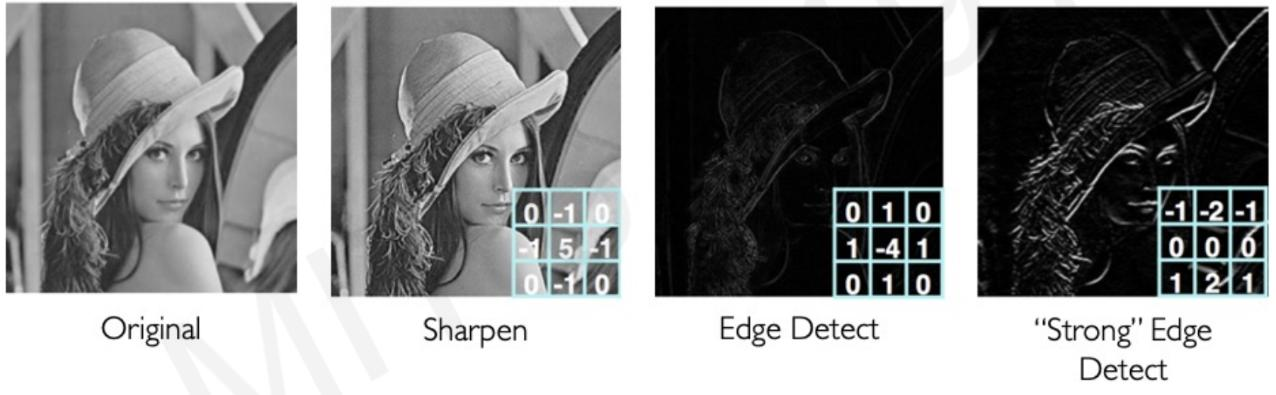 0 -1 0
-1 5 -1
0 -1 0
0 1 0
1 -4 1
0 1 0
-1 -2 -1
0 0 0
1 2 1
Original
Sharpen
Edge Detect
“Strong” Edge
Detect